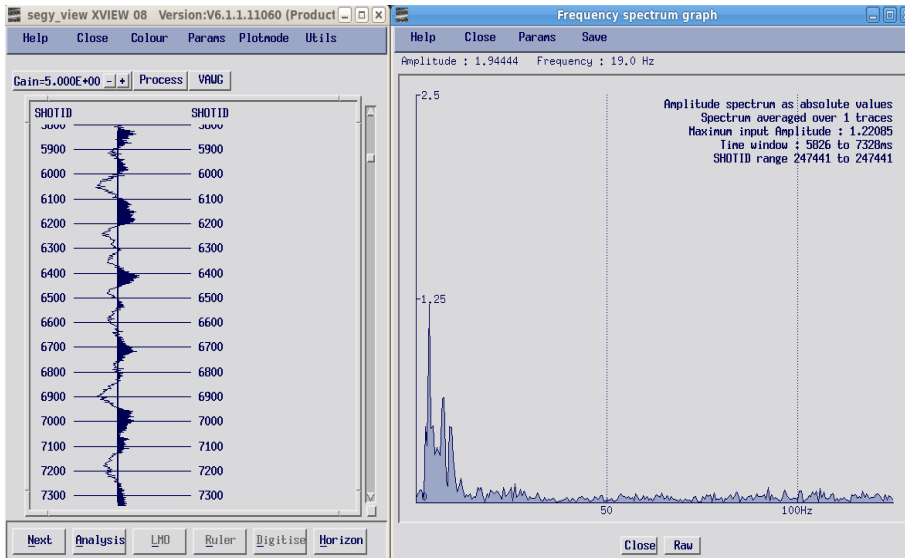 segy_view XVIEW 08 Version:V6.1.1.11060 (Product
Help Close Colour Params Plotmode Utils
Gain=5.000E+00 - + Process VAWG
SHOTID SHOTID
5800 5800
5900 5900
6000 6000
6100 6100
6200 6200
6300 6300
6400 6400
6500 6500
6600 6600
6700 6700
6800 6800
6900 6900
7000 7000
7100 7100
7200 7200
7300 7300
Next Analysis LMO Ruler Digitise Horizon
Frequency spectrum graph
Help Close Params Save
Amplitude : 1.94444 Frequency : 19.0 Hz
2.5
Amplitude spectrum as absolute values
Spectrum averaged over 1 traces
Maximum input Amplitude : 1.22085
Time window : 5826 to 7328ms
SHOTID range 247441 to 247441
1.25
0
50 100Hz
Close Raw